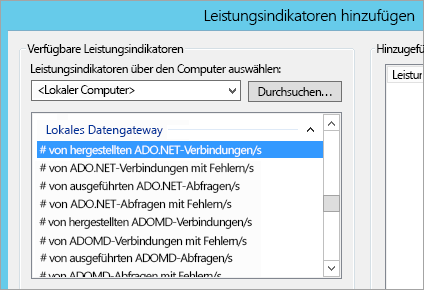 Leistungsindikatoren hinzufügen
Verfügbare Leistungsindikatoren
Leistungsindikatoren über den Computer auswählen:
<Lokaler Computer>
Durchsuchen...
Lokales Datengateway
# von hergestellten ADO.NET-Verbindungen/s
# von ADO.NET-Verbindungen mit Fehlern/s
# von ausgeführten ADO.NET-Abfragen/s
# von ADO.NET-Abfragen mit Fehlern/s
# von hergestellten ADOMD-Verbindungen/s
# von ADOMD-Verbindungen mit Fehlern/s
# von ausgeführten ADOMD-Abfragen/s
# von ADOMD-Abfragen mit Fehlern/s
Hinzugefü
Leistun